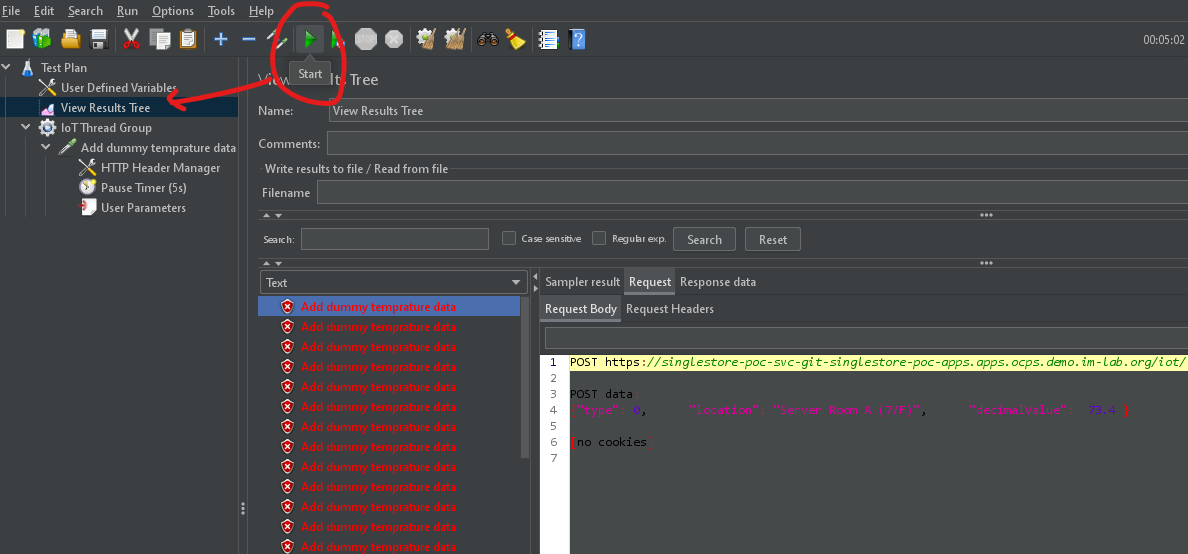 File Edit Search Run Options Tools Help
STOP
?
00:05:02
Start
Test Plan
User Defined Variables
View Results Tree
IoT Thread Group
Add dummy temprature data
HTTP Header Manager
Pause Timer (5s)
User Parameters
View Results Tree
Name: View Results Tree
Comments:
Write results to file / Read from file
Filename
Search: Case sensitive Regular exp. Search Reset
Text
Add dummy temprature data
Add dummy temprature data
Add dummy temprature data
Add dummy temprature data
Add dummy temprature data
Add dummy temprature data
Add dummy temprature data
Add dummy temprature data
Add dummy temprature data
Add dummy temprature data
Add dummy temprature data
Add dummy temprature data
Add dummy temprature data
Sampler result Request Response data
Request Body Request Headers
1 POST https://singlestore-poc-svc-git-singlestore-poc-apps.apps.ocps.demo.im-lab.org/iot/
2
3 POST data
4 {"type": 0, "location": "Server Room A (7/F)", "decimalValue": 73.4 }
5
6 [no cookies]
7